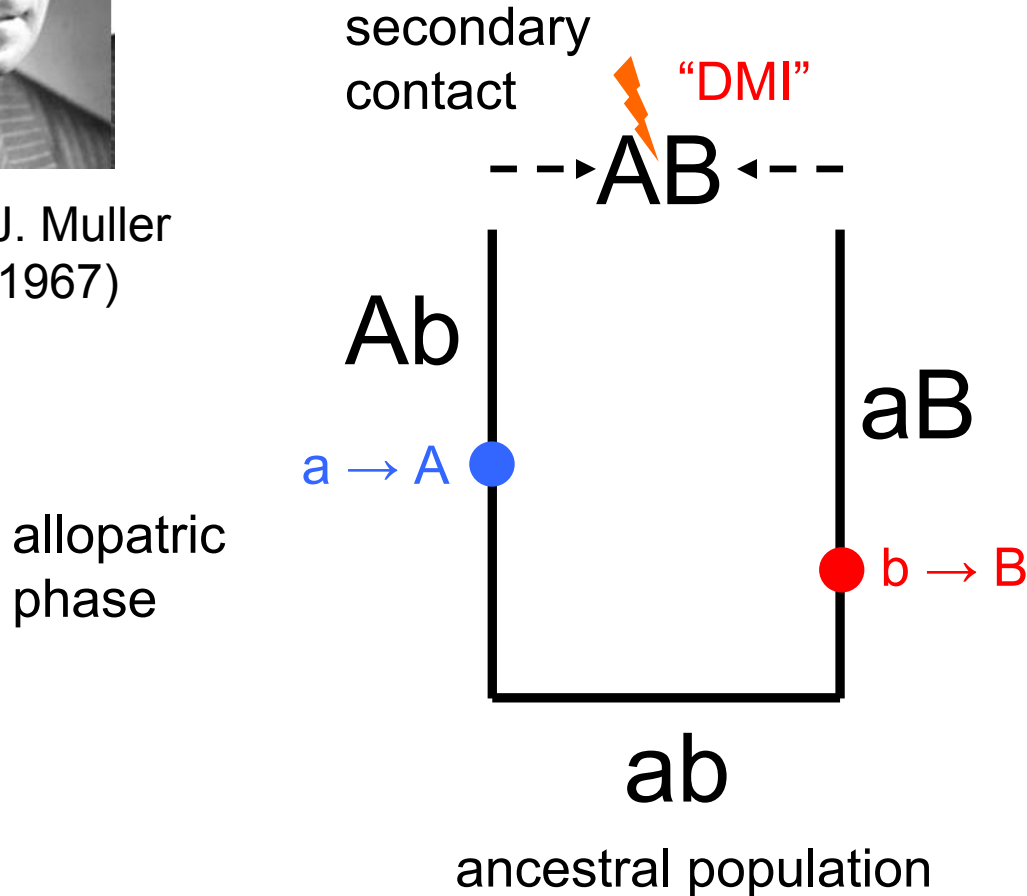 secondary
contact
“DMI”
AB
J. Muller
1967)
Ab
aB
a → A
allopatric
phase
b → B
ab
ancestral population